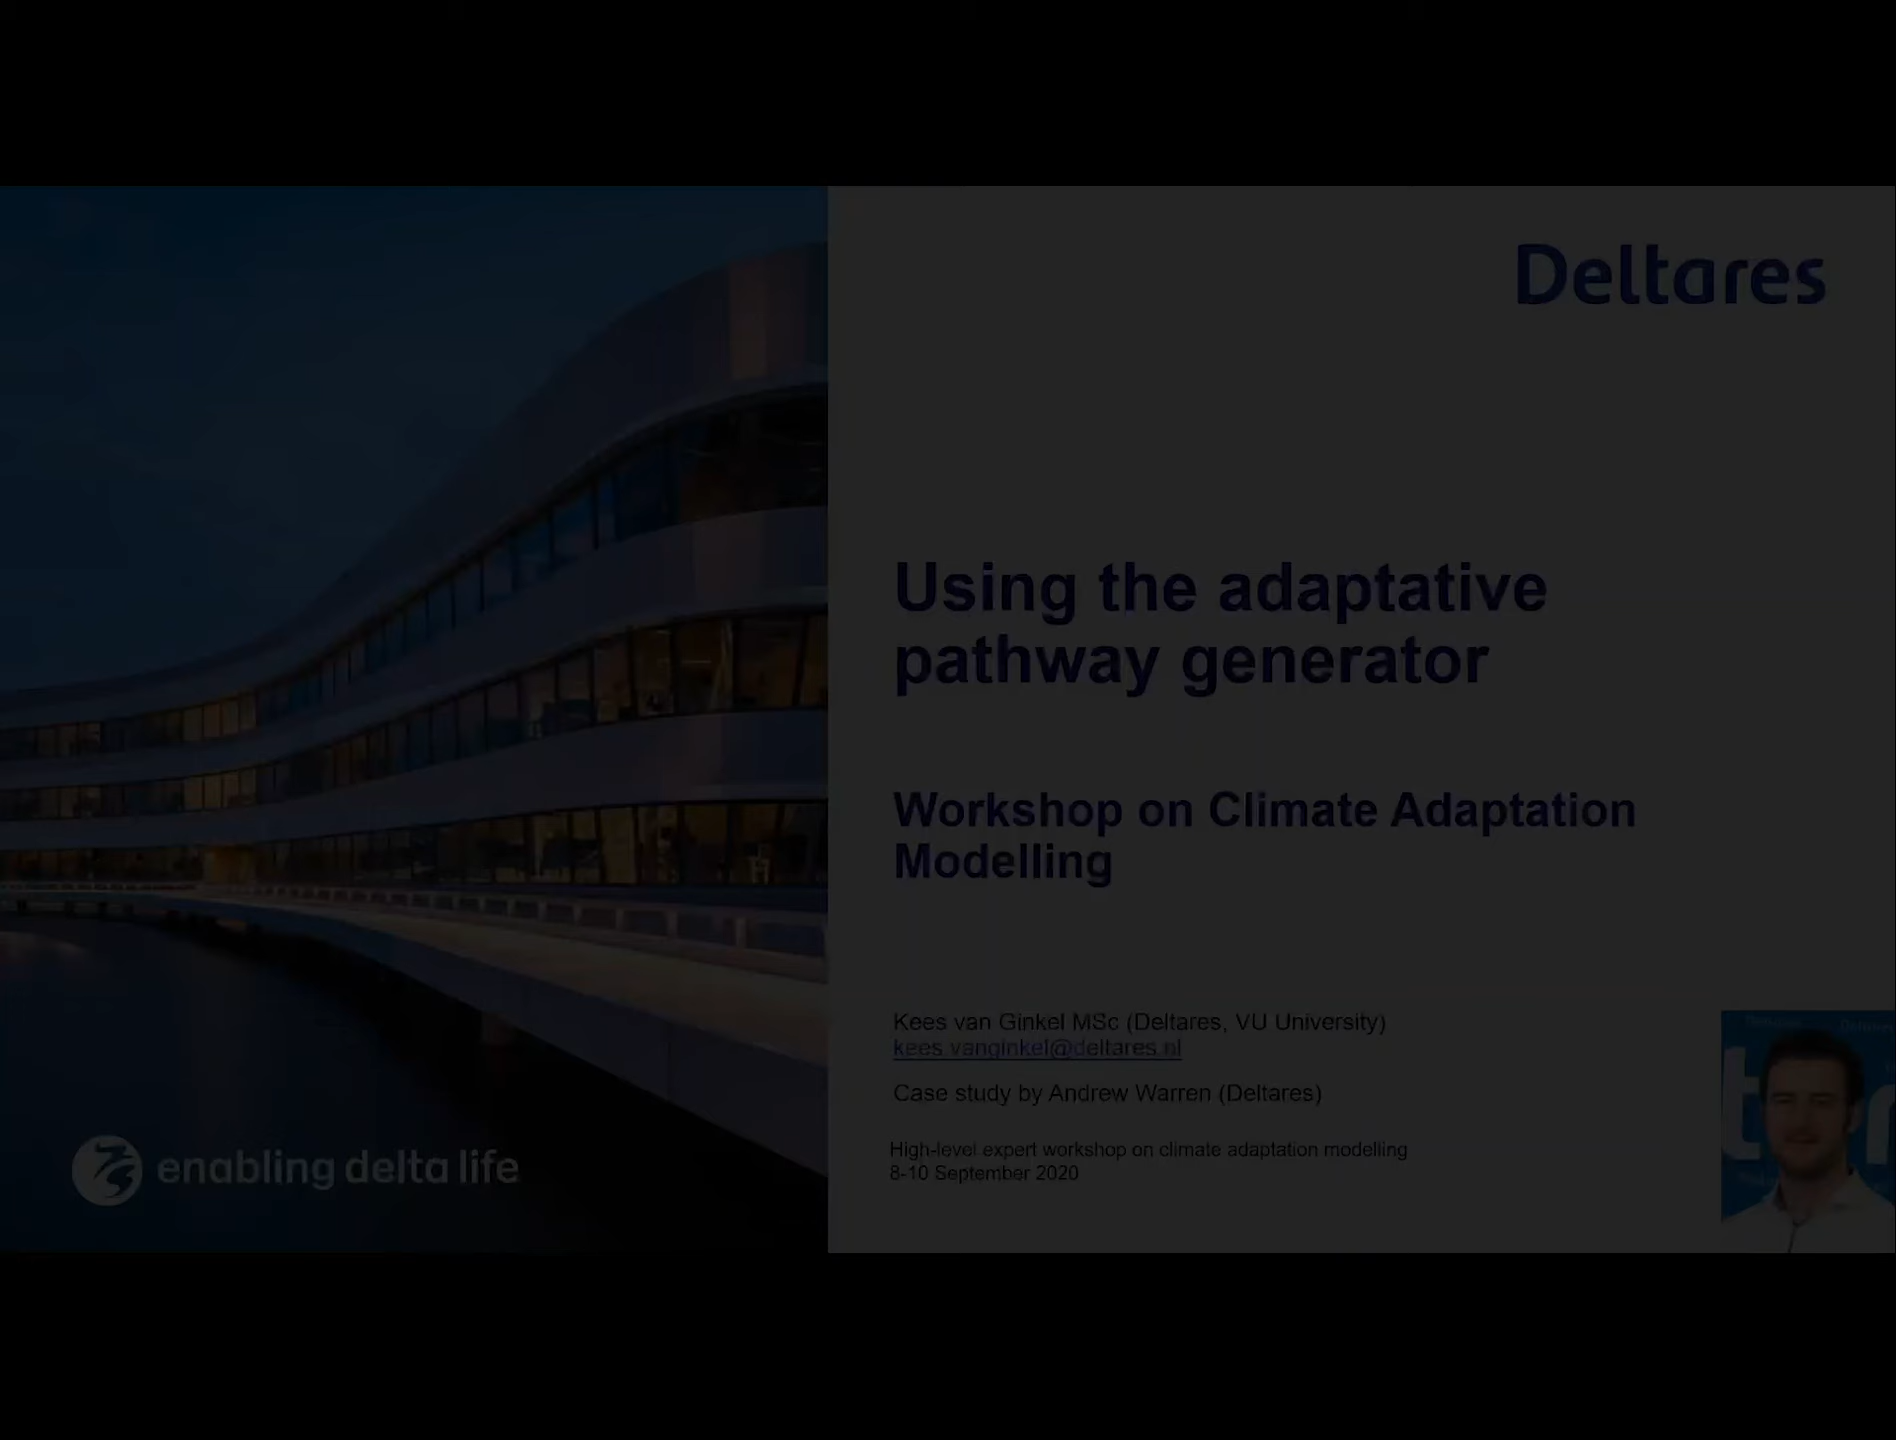 Deltares
Using the adaptative
pathway generator
Workshop on Climate Adaptation
Modelling
Kees van Ginkel MSc (Deltares, VU University)
kees.vanginkel@deltares.nl
Case study by Andrew Warren (Deltares)
High-level expert workshop on climate adaptation modelling
8-10 September 2020
enabling delta life